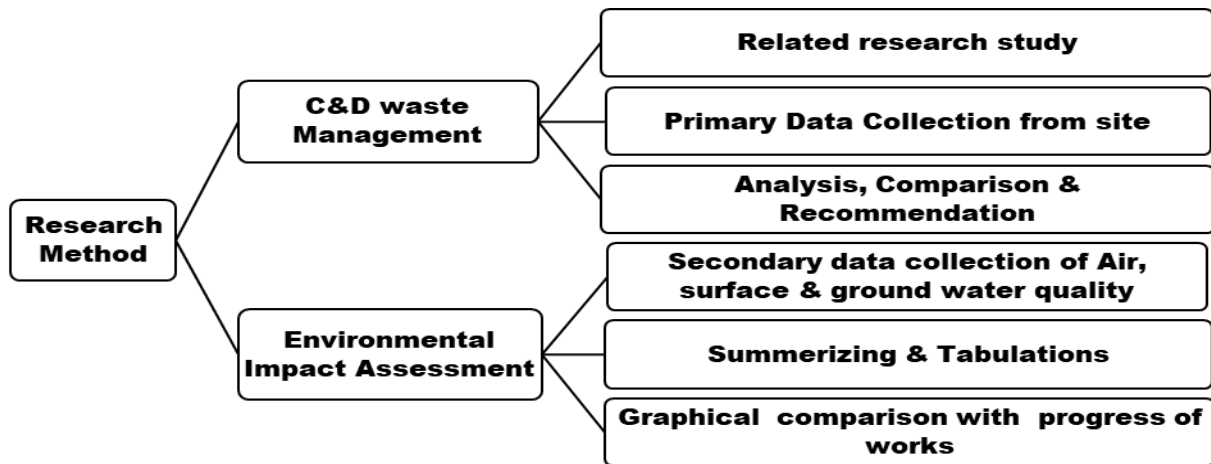 Research
Method
C&D waste
Management
Related research study
Primary Data Collection from site
Analysis, Comparison &
Recommendation
Environmental
Impact Assessment
Secondary data collection of Air,
surface & ground water quality
Summerizing & Tabulations
Graphical comparison with progress of
works